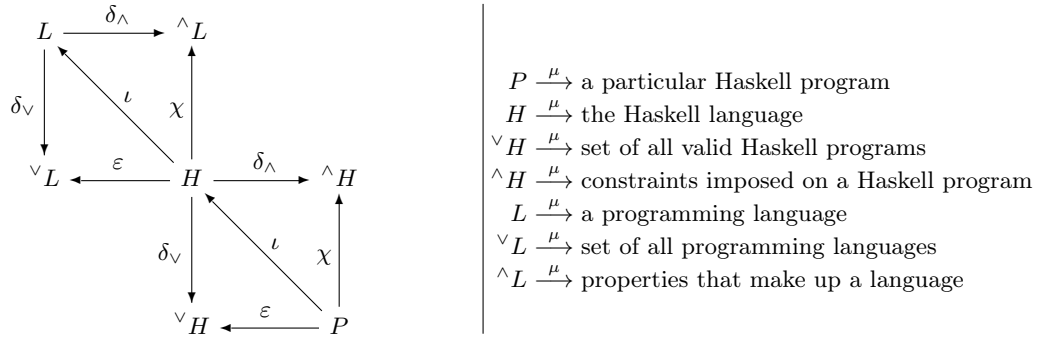 L δ∧ ∧L
δ∨ ι χ
∨L ε H δ∧ ∧H
δ∨ ι χ
∨H ε P
P μ→ a particular Haskell program
H μ→ the Haskell language
∨H μ→ set of all valid Haskell programs
∧H μ→ constraints imposed on a Haskell program
L μ→ a programming language
∨L μ→ set of all programming languages
∧L μ→ properties that make up a language